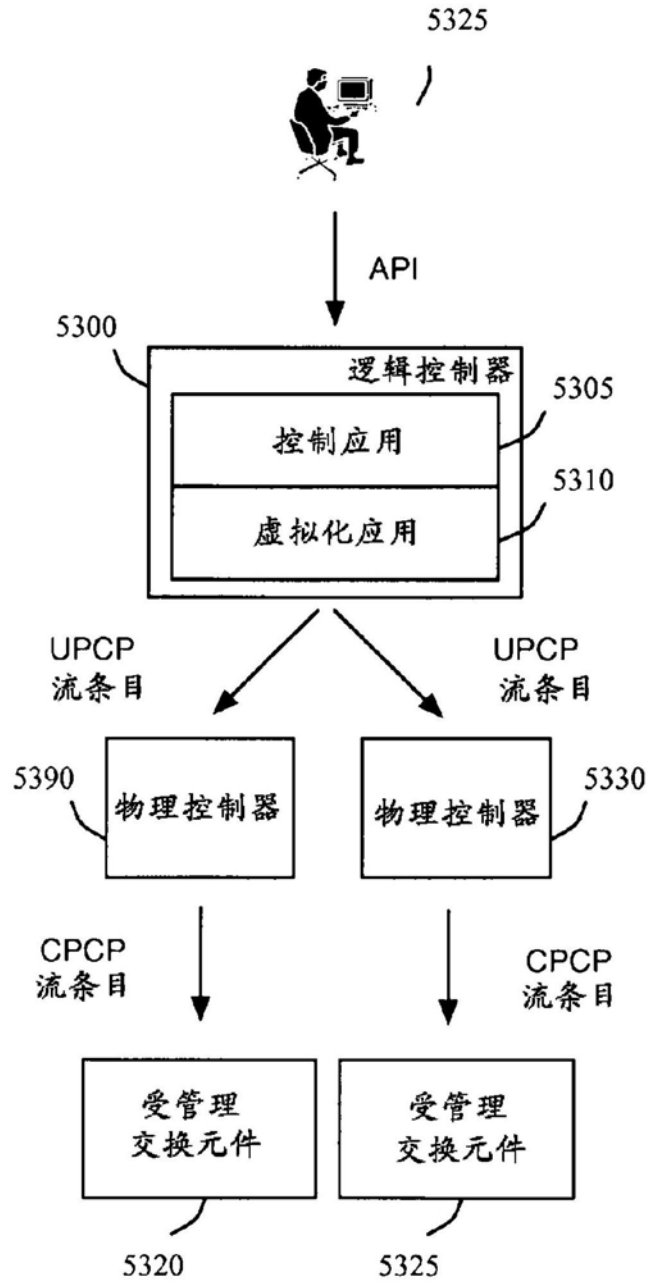 5325
API
5300
逻辑控制器
5305
控制应用
5310
虚拟化应用
UPCP
流条目
UPCP
流条目
5390
物理控制器
物理控制器
5330
CPCP
流条目
CPCP
流条目
受管理
交换元件
受管理
交换元件
5320
5325